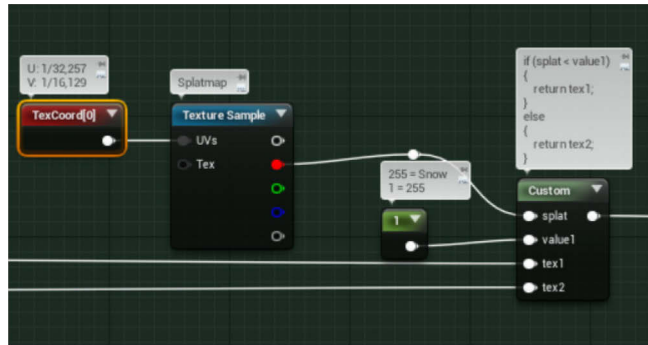 U: 1/32,257
V: 1/16,129
TexCoord[0]
Splatmap
Texture Sample
UVs
Tex
255 = Snow
1 = 255
1
if (splat < value1)
{
return tex1;
}
else
{
return tex2;
}
Custom
splat
value1
tex1
tex2